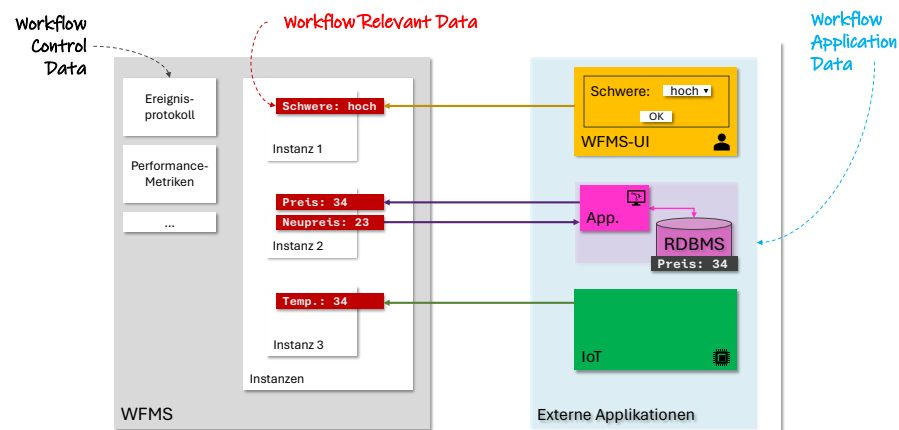 Workflow
Control
Data
Workflow Relevant Data
Workflow
Application
Data
Ereignis-
protokoll
Performance-
Metriken
...
Schwere: hoch
Instanz 1
Preis: 34
Neupreis: 23
Instanz 2
Temp.: 34
Instanz 3
Instanzen
WFMS
Schwere: hoch
OK
WFMS-UI
App.
RDBMS
Preis: 34
IoT
Externe Applikationen